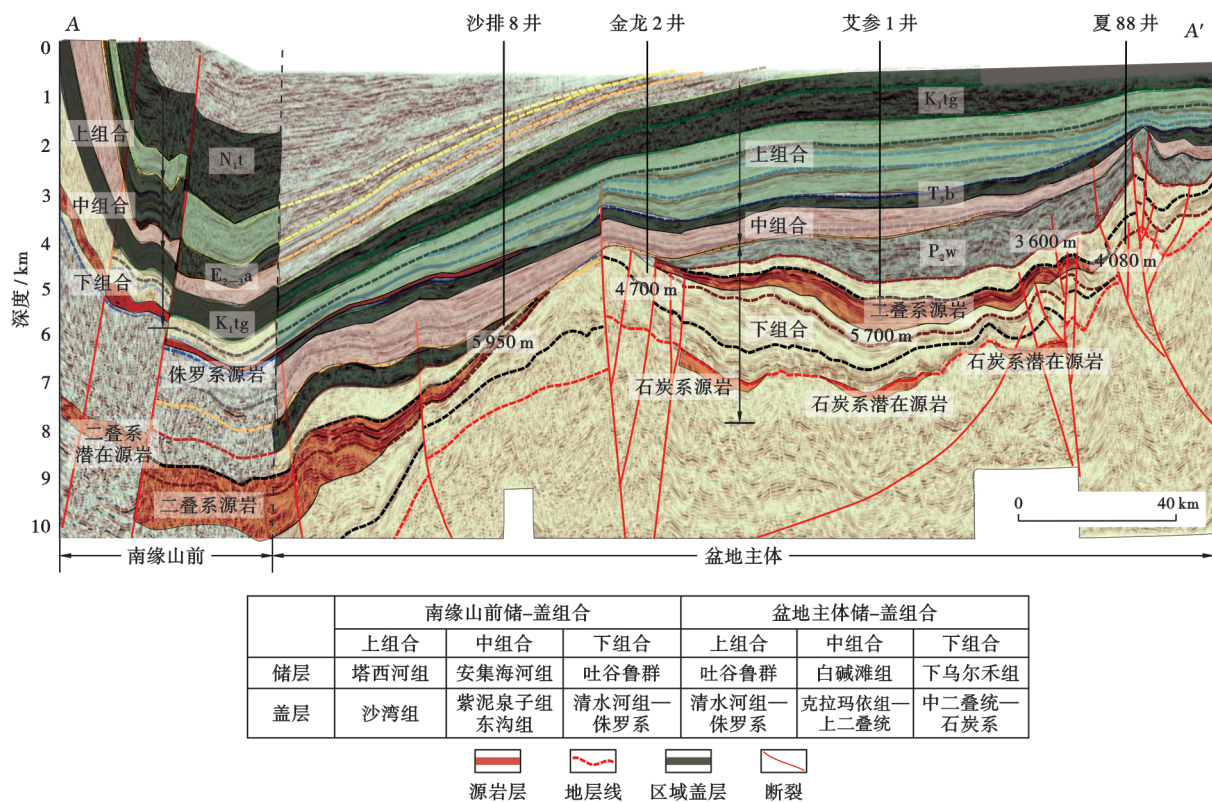 A
沙排 8 井
金龙 2 井
艾参 1 井
夏 88 井
A′
深度 / km
0
1
2
3
4
5
6
7
8
9
10
上组合
中组合
下组合
N₁t
E₂₋₃a
K₁tg
侏罗系源岩
二叠系
潜在源岩
二叠系源岩
5 950 m
4 700 m
石炭系源岩
K₁tg
上组合
T₃b
中组合
P₂w
3 600 m
4 080 m
二叠系源岩
5 700 m
下组合
石炭系潜在源岩
石炭系潜在源岩
0 40 km
南缘山前
盆地主体
南缘山前储–盖组合 盆地主体储–盖组合
上组合 中组合 下组合 上组合 中组合 下组合
储层 塔西河组 安集海河组 吐谷鲁群 吐谷鲁群 白碱滩组 下乌尔禾组
盖层 沙湾组 紫泥泉子组 东沟组 清水河组—侏罗系 清水河组—侏罗系 克拉玛依组—上二叠统 中二叠统—石炭系
源岩层 地层线 区域盖层 断裂